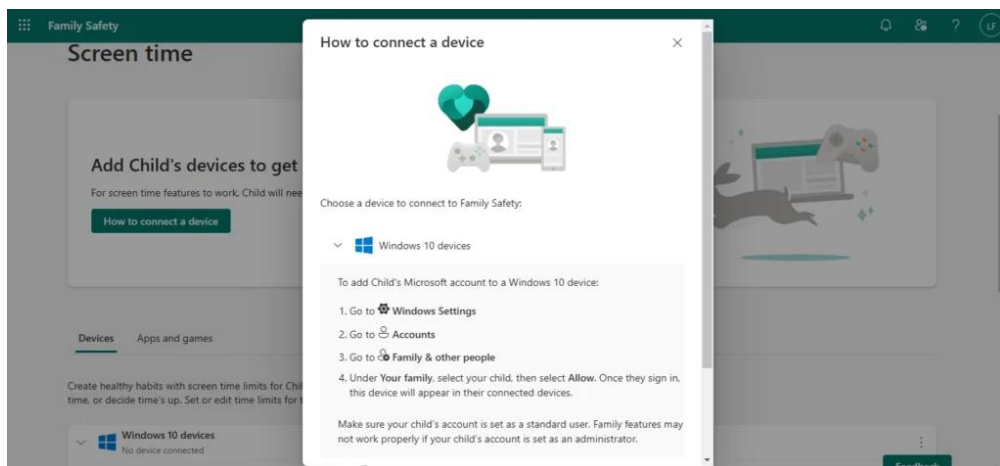 Family Safety
LF
Screen time
Add Child's devices to get
For screen time features to work, Child will nee
How to connect a device
Devices
Apps and games
Create healthy habits with screen time limits for Chil
time, or decide time's up. Set or edit time limits for t
Windows 10 devices
No device connected
How to connect a device
Choose a device to connect to Family Safety:
Windows 10 devices
To add Child's Microsoft account to a Windows 10 device:
1. Go to Windows Settings
2. Go to Accounts
3. Go to Family & other people
4. Under Your family, select your child, then select Allow. Once they sign in,
this device will appear in their connected devices.
Make sure your child's account is set as a standard user. Family features may
not work properly if your child's account is set as an administrator.
Feedback